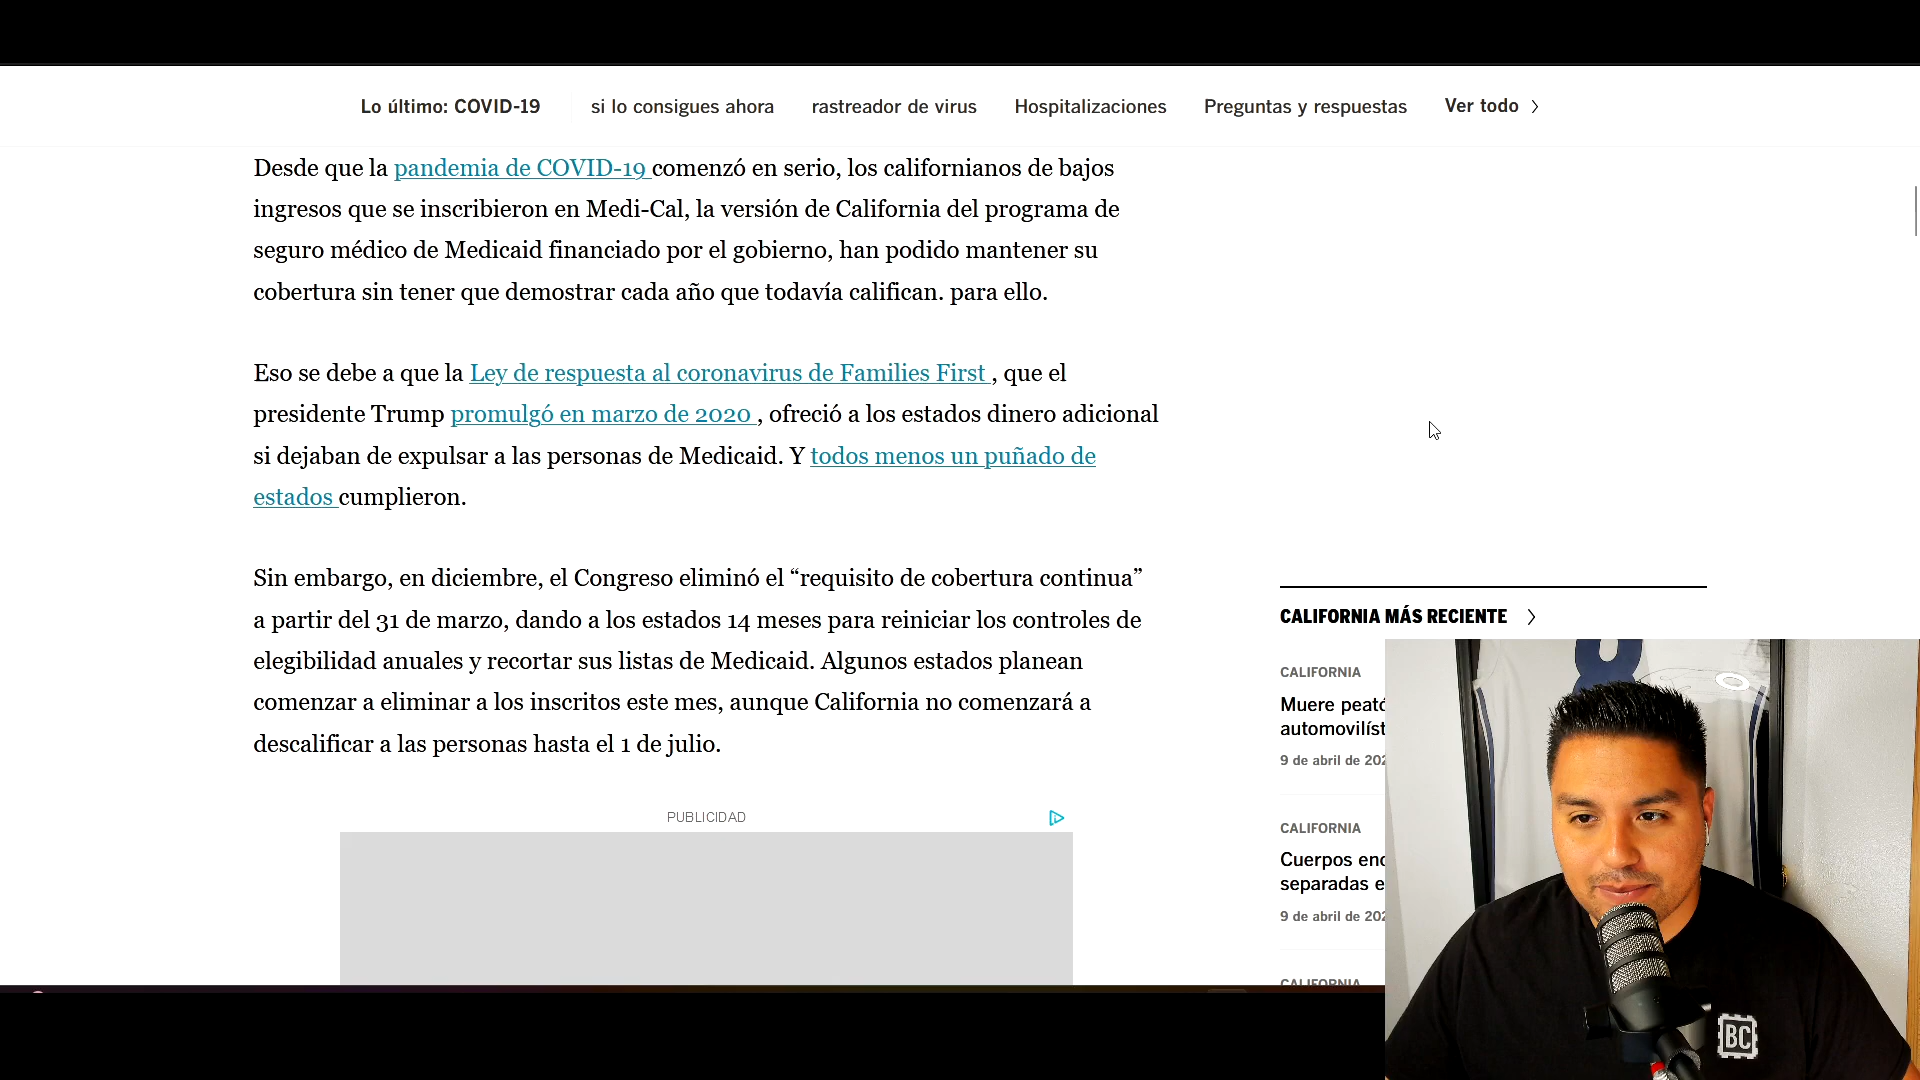 Lo último: COVID-19 si lo consigues ahora rastreador de virus Hospitalizaciones Preguntas y respuestas Ver todo
Desde que la pandemia de COVID-19 comenzó en serio, los californianos de bajos
ingresos que se inscribieron en Medi-Cal, la versión de California del programa de
seguro médico de Medicaid financiado por el gobierno, han podido mantener su
cobertura sin tener que demostrar cada año que todavía califican. para ello.
Eso se debe a que la Ley de respuesta al coronavirus de Families First , que el
presidente Trump promulgó en marzo de 2020 , ofreció a los estados dinero adicional
si dejaban de expulsar a las personas de Medicaid. Y todos menos un puñado de
estados cumplieron.
Sin embargo, en diciembre, el Congreso eliminó el “requisito de cobertura continua”
a partir del 31 de marzo, dando a los estados 14 meses para reiniciar los controles de
elegibilidad anuales y recortar sus listas de Medicaid. Algunos estados planean
comenzar a eliminar a los inscritos este mes, aunque California no comenzará a
descalificar a las personas hasta el 1 de julio.
PUBLICIDAD
CALIFORNIA MÁS RECIENTE
CALIFORNIA
Muere peató
automovilíst
9 de abril de 202
CALIFORNIA
Cuerpos enc
separadas e
9 de abril de 202
CALIFORNIA
BC